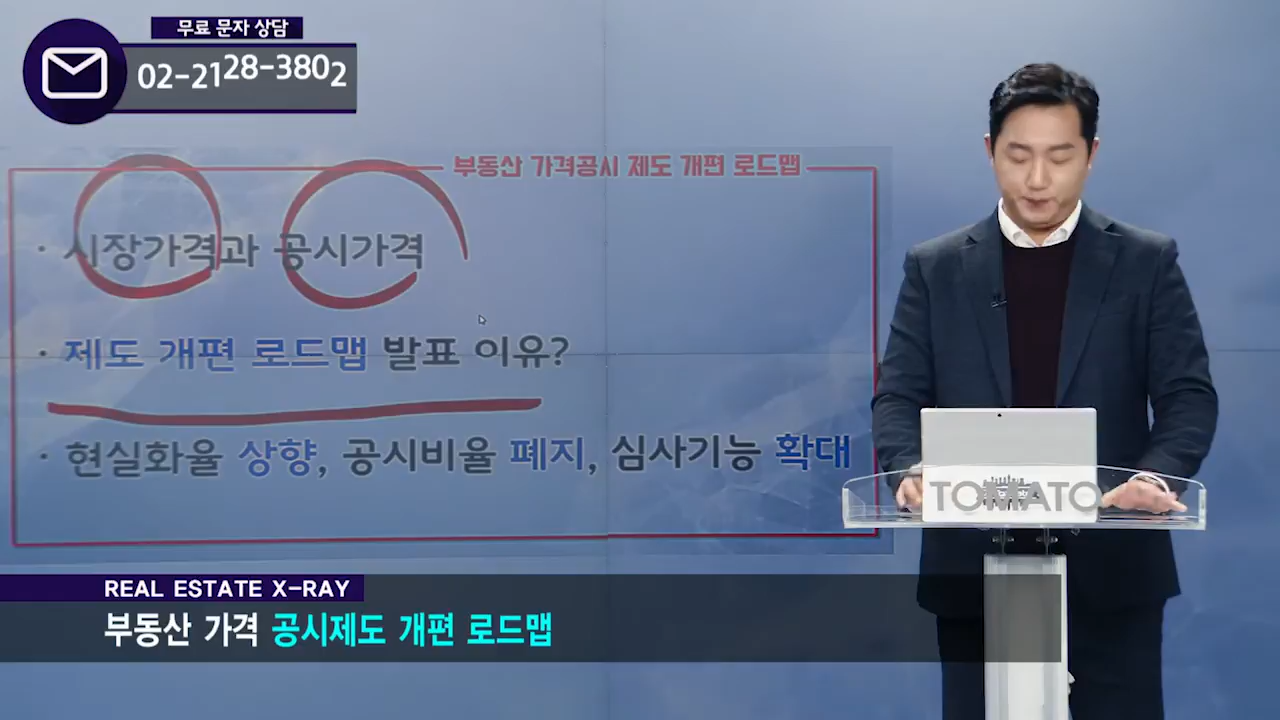 무료 문자 상담
02-2128-3802
부동산 가격공시 제도 개편 로드맵
· 시장가격과 공시가격
· 제도 개편 로드맵 발표 이유?
· 현실화율 상향, 공시비율 폐지, 심사기능 확대
TOMATO
REAL ESTATE X-RAY
부동산 가격 공시제도 개편 로드맵